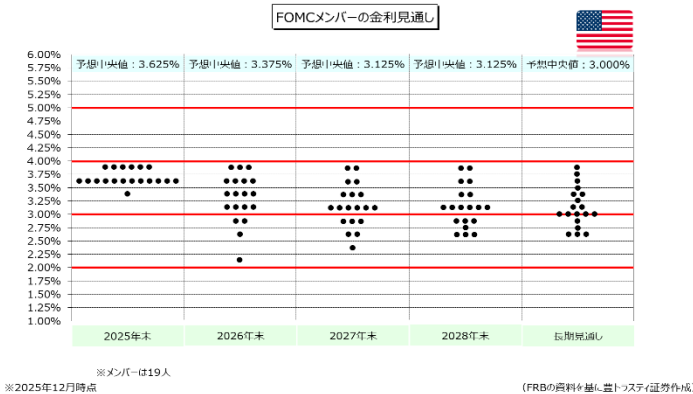 FOMCメンバーの金利見通し
6.00%
5.75%
予想中央値：3.625%
予想中央値：3.375%
予想中央値：3.125%
予想中央値：3.125%
予想中央値：3.000%
5.50%
5.25%
5.00%
4.75%
4.50%
4.25%
4.00%
3.75%
3.50%
3.25%
3.00%
2.75%
2.50%
2.25%
2.00%
1.75%
1.50%
1.25%
1.00%
2025年末
2026年末
2027年末
2028年末
長期見通し
※メンバーは19人
※2025年12月時点
（FRBの資料を基に豊トラスティ証券作成）